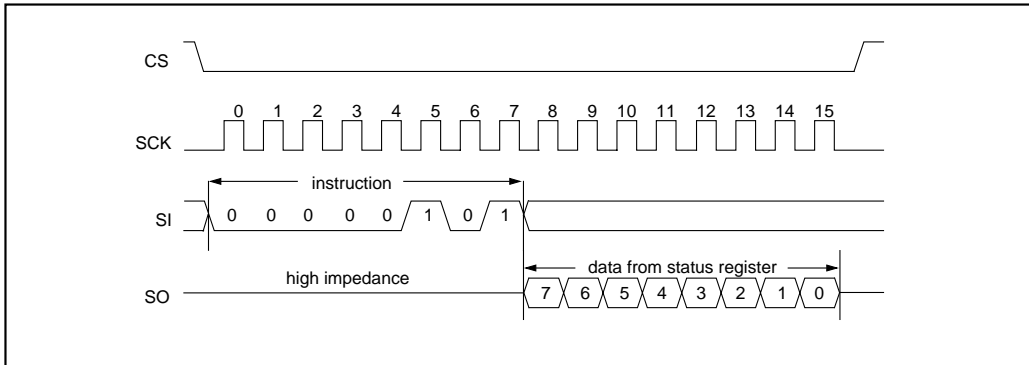 CS
0 1 2 3 4 5 6 7 8 9 10 11 12 13 14 15
SCK
instruction
SI 0 0 0 0 0 1 0 1
high impedance data from status register
SO 7 6 5 4 3 2 1 0